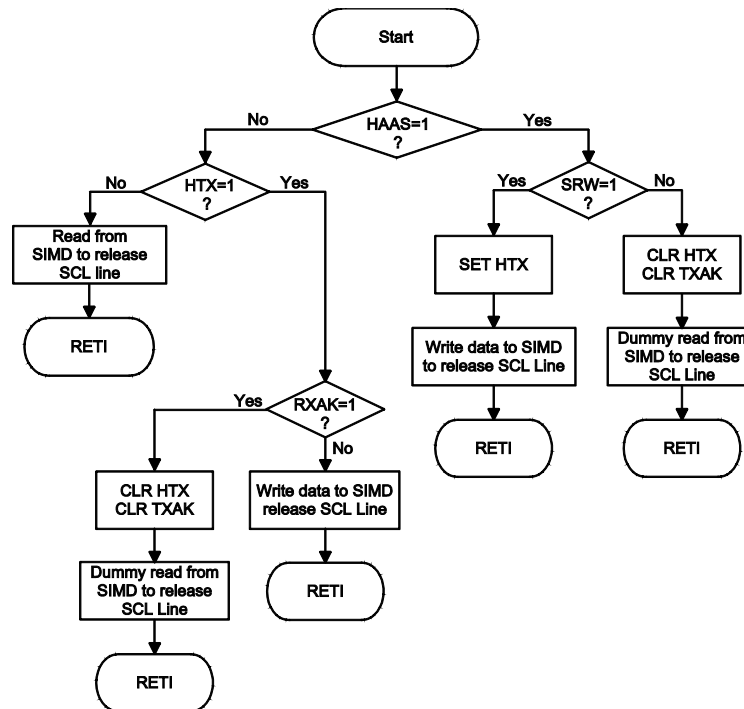 Start
HAAS=1
?
No
Yes
HTX=1
?
No
Yes
SRW=1
?
Yes
No
Read from
SIMD to release
SCL line
SET HTX
CLR HTX
CLR TXAK
RETI
Write data to SIMD
to release SCL Line
Dummy read from
SIMD to release
SCL Line
RXAK=1
?
Yes
No
RETI
RETI
CLR HTX
CLR TXAK
Write data to SIMD
release SCL Line
Dummy read from
SIMD to release
SCL Line
RETI
RETI